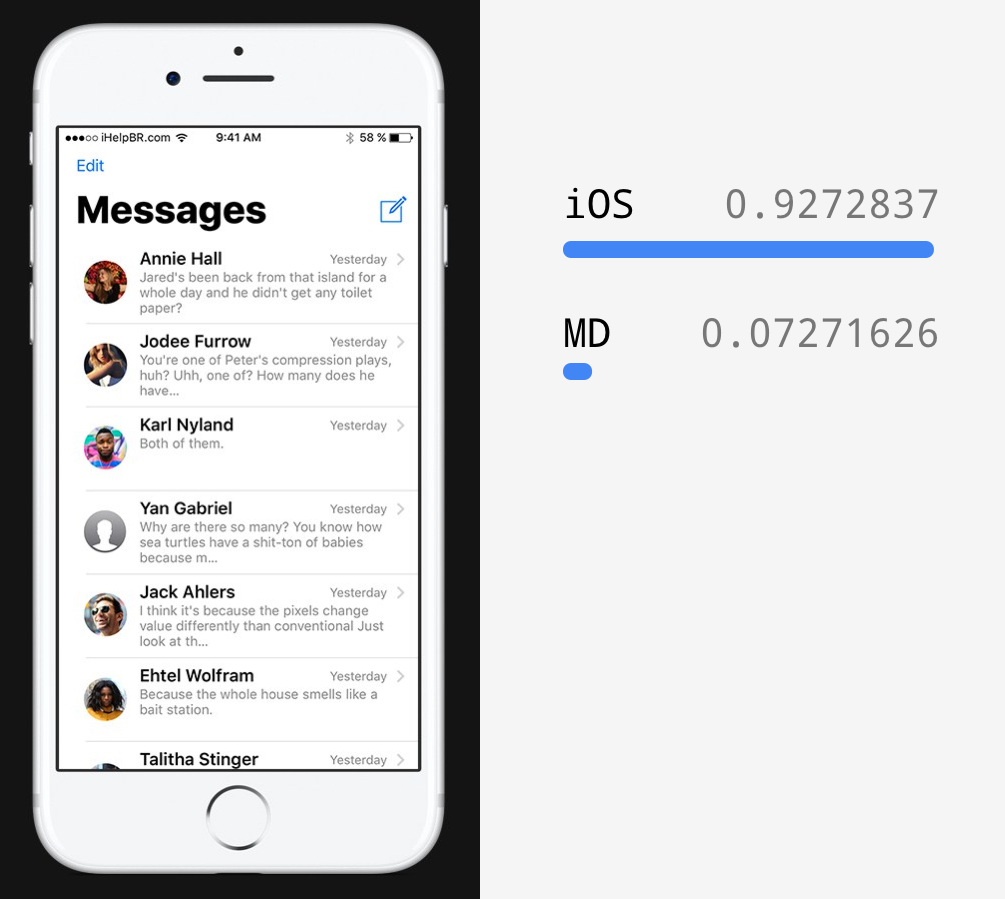 ●●●○○ iHelpBR.com 9:41 AM 58 %
Edit
Messages
Annie Hall Yesterday
Jared's been back from that island for a
whole day and he didn't get any toilet
paper?
Jodee Furrow Yesterday
You're one of Peter's compression plays,
huh? Uhh, one of? How many does he
have...
Karl Nyland Yesterday
Both of them.
Yan Gabriel Yesterday
Why are there so many? You know how
sea turtles have a shit-ton of babies
because m...
Jack Ahlers Yesterday
I think it's because the pixels change
value differently than conventional Just
look at th...
Ehtel Wolfram Yesterday
Because the whole house smells like a
bait station.
Talitha Stinger Yesterday
iOS 0.9272837
MD 0.07271626